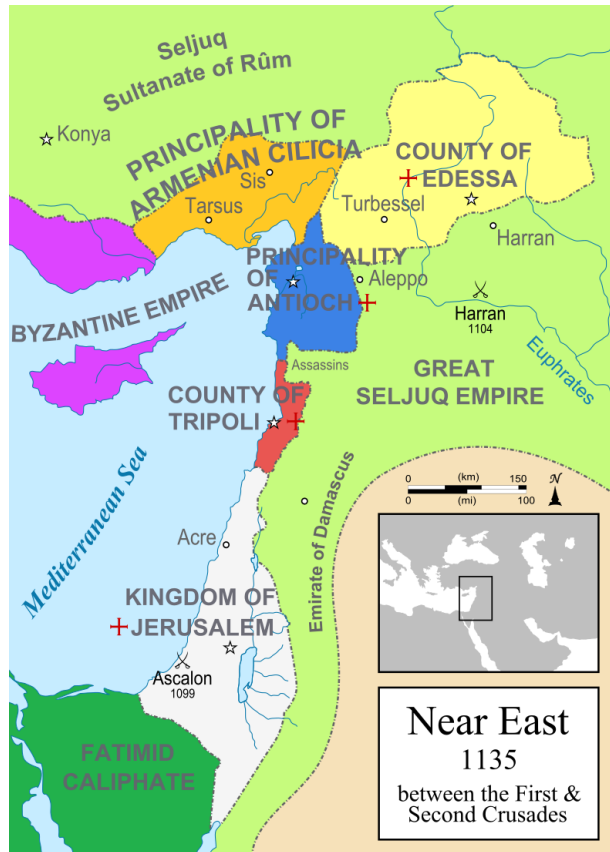 Seljuq
Sultanate of Rûm
Konya
PRINCIPALITY OF
ARMENIAN CILICIA
Sis
Tarsus
COUNTY OF
EDESSA
Turbessel
Harran
PRINCIPALITY
OF
ANTIOCH
Aleppo
Harran
1104
BYZANTINE EMPIRE
Euphrates
Assassins
GREAT
SELJUQ EMPIRE
COUNTY OF
TRIPOLI
Mediterranean Sea
Emirate of Damascus
0 (km) 150
N
0 (mi) 100
Acre
KINGDOM OF
JERUSALEM
Ascalon
1099
FATIMID
CALIPHATE
Near East
1135
between the First &
Second Crusades